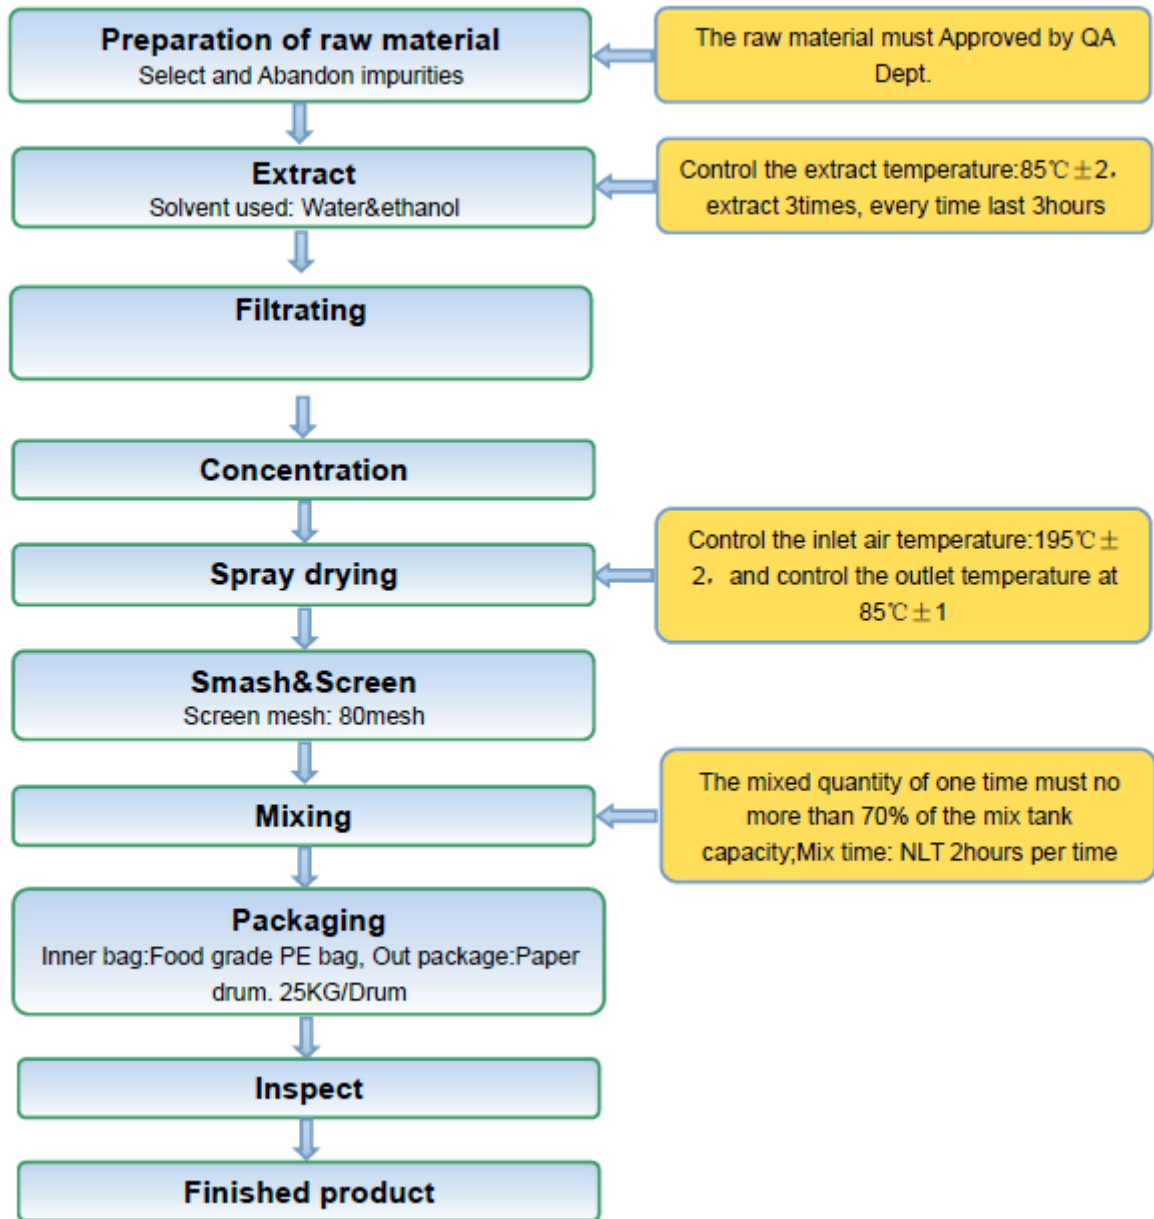 Preparation of raw material
Select and Abandon impurities
The raw material must Approved by QA
Dept.
Extract
Solvent used: Water&ethanol
Control the extract temperature:85℃±2，
extract 3times, every time last 3hours
Filtrating
Concentration
Spray drying
Control the inlet air temperature:195℃±
2， and control the outlet temperature at
85℃±1
Smash&Screen
Screen mesh: 80mesh
Mixing
The mixed quantity of one time must no
more than 70% of the mix tank
capacity;Mix time: NLT 2hours per time
Packaging
Inner bag:Food grade PE bag, Out package:Paper
drum. 25KG/Drum
Inspect
Finished product